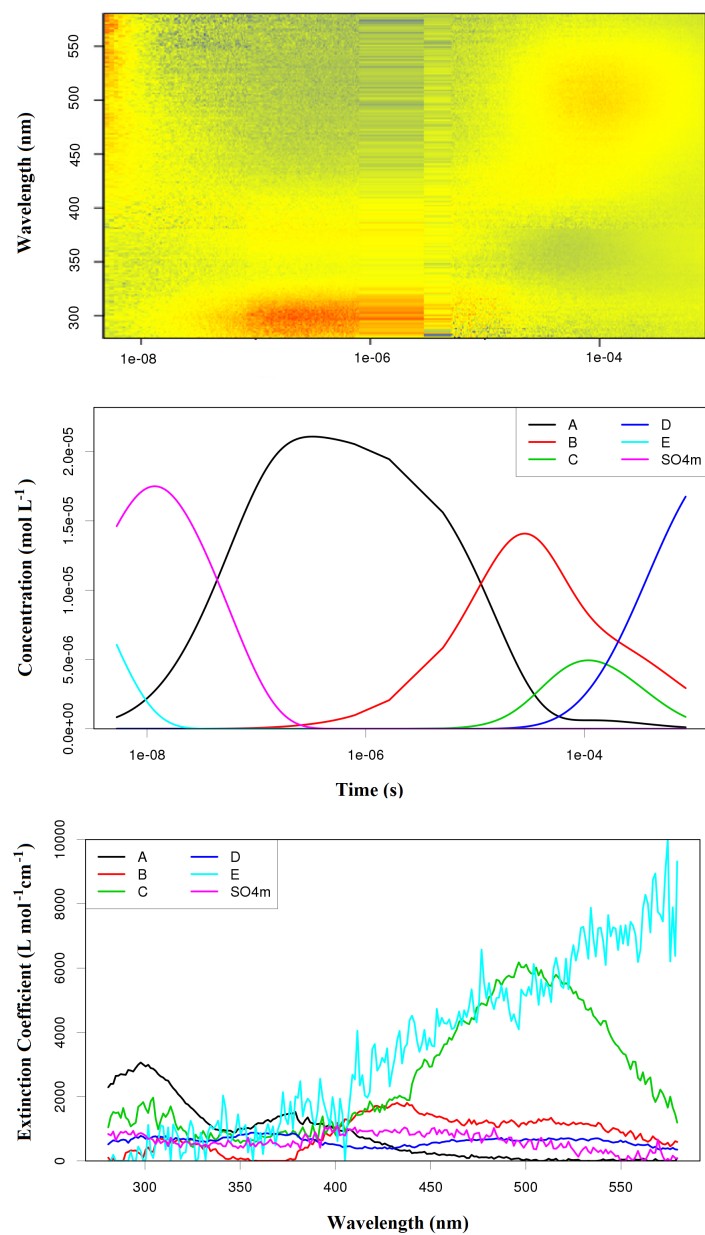 Wavelength (nm)
550
500
450
400
350
300
1e-08
1e-06
1e-04
Concentration (mol L-1)
2.0e-05
1.5e-05
1.0e-05
5.0e-06
0.0e+00
A
B
C
D
E
SO4m
1e-08
1e-06
1e-04
Time (s)
Extinction Coefficient (L mol-1cm-1)
10000
8000
6000
4000
2000
0
A
B
C
D
E
SO4m
300
350
400
450
500
550
Wavelength (nm)